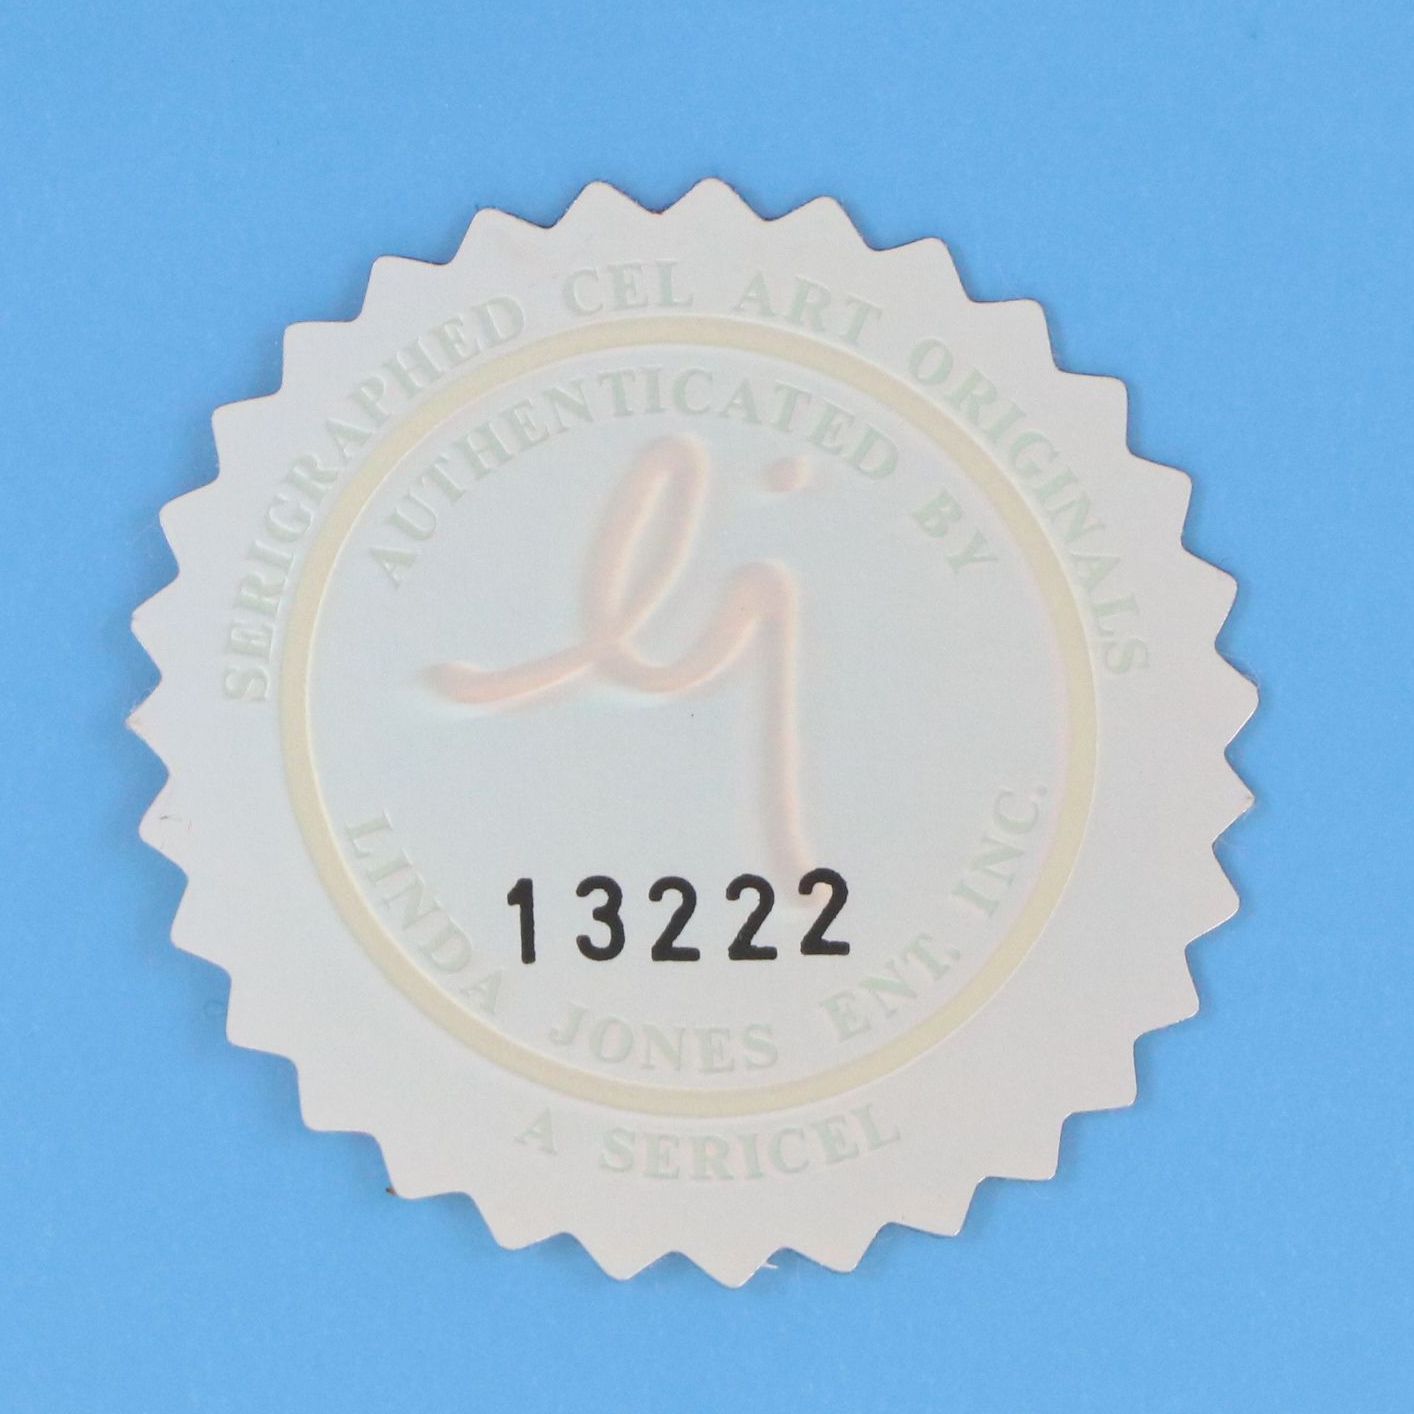 SERIGRAPHED CEL ART ORIGINALS
AUTHENTICATED BY
lj
13222
LINDA JONES ENT. INC.
A SERICEL